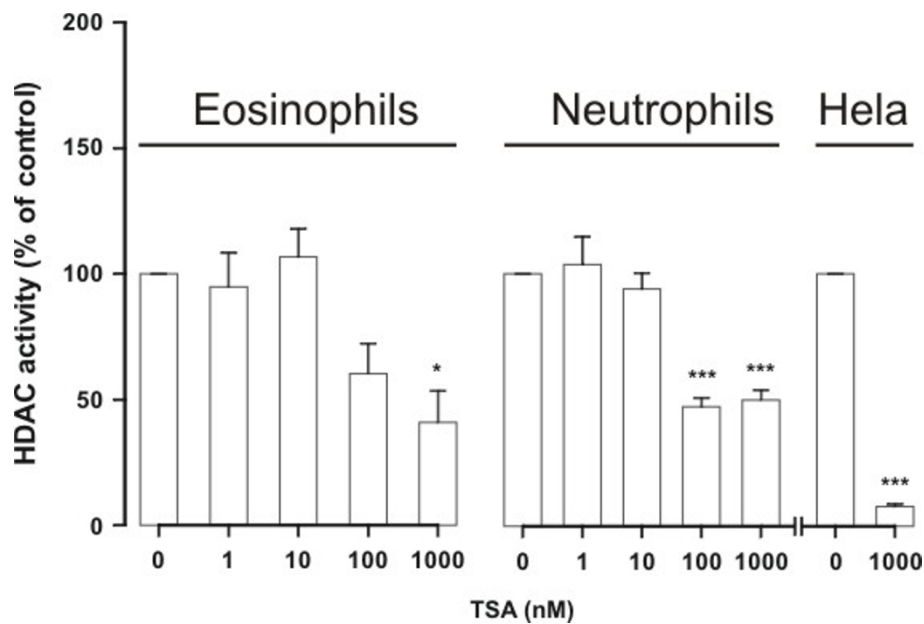 200
Eosinophils Neutrophils Hela
150
HDAC activity (% of control)
100
* *** ***
50
***
0
0 1 10 100 1000 0 1 10 100 1000 0 1000
TSA (nM)